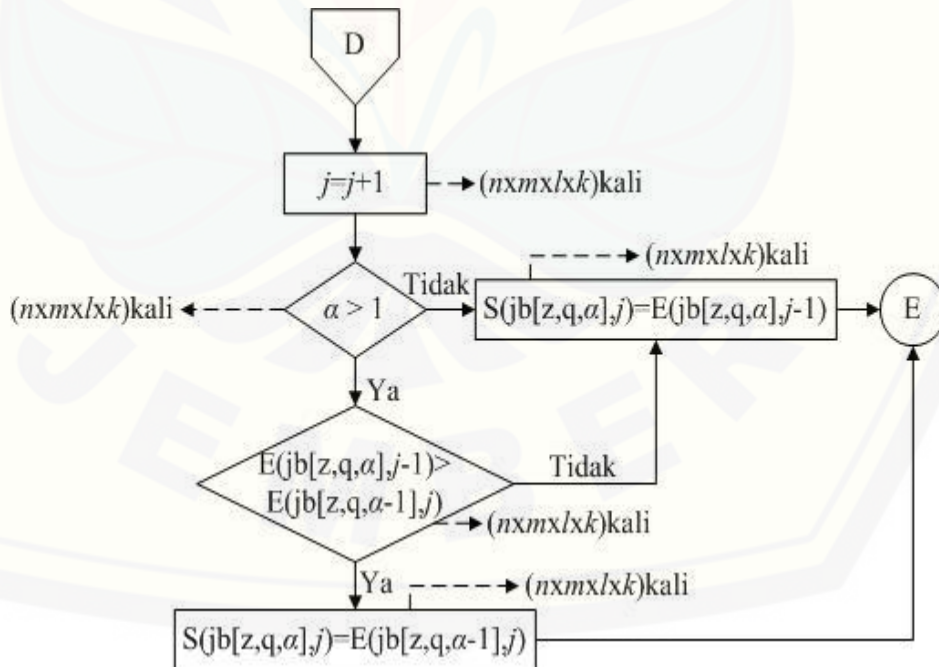 D
j=j+1
(nxmxlxk)kali
(nxmxlxk)kali
α > 1
Tidak
(nxmxlxk)kali
S(jb[z,q,α],j)=E(jb[z,q,α],j-1)
E
Ya
E(jb[z,q,α],j-1)>
E(jb[z,q,α-1],j)
Tidak
(nxmxlxk)kali
Ya
(nxmxlxk)kali
S(jb[z,q,α],j)=E(jb[z,q,α-1],j)
JEMBER